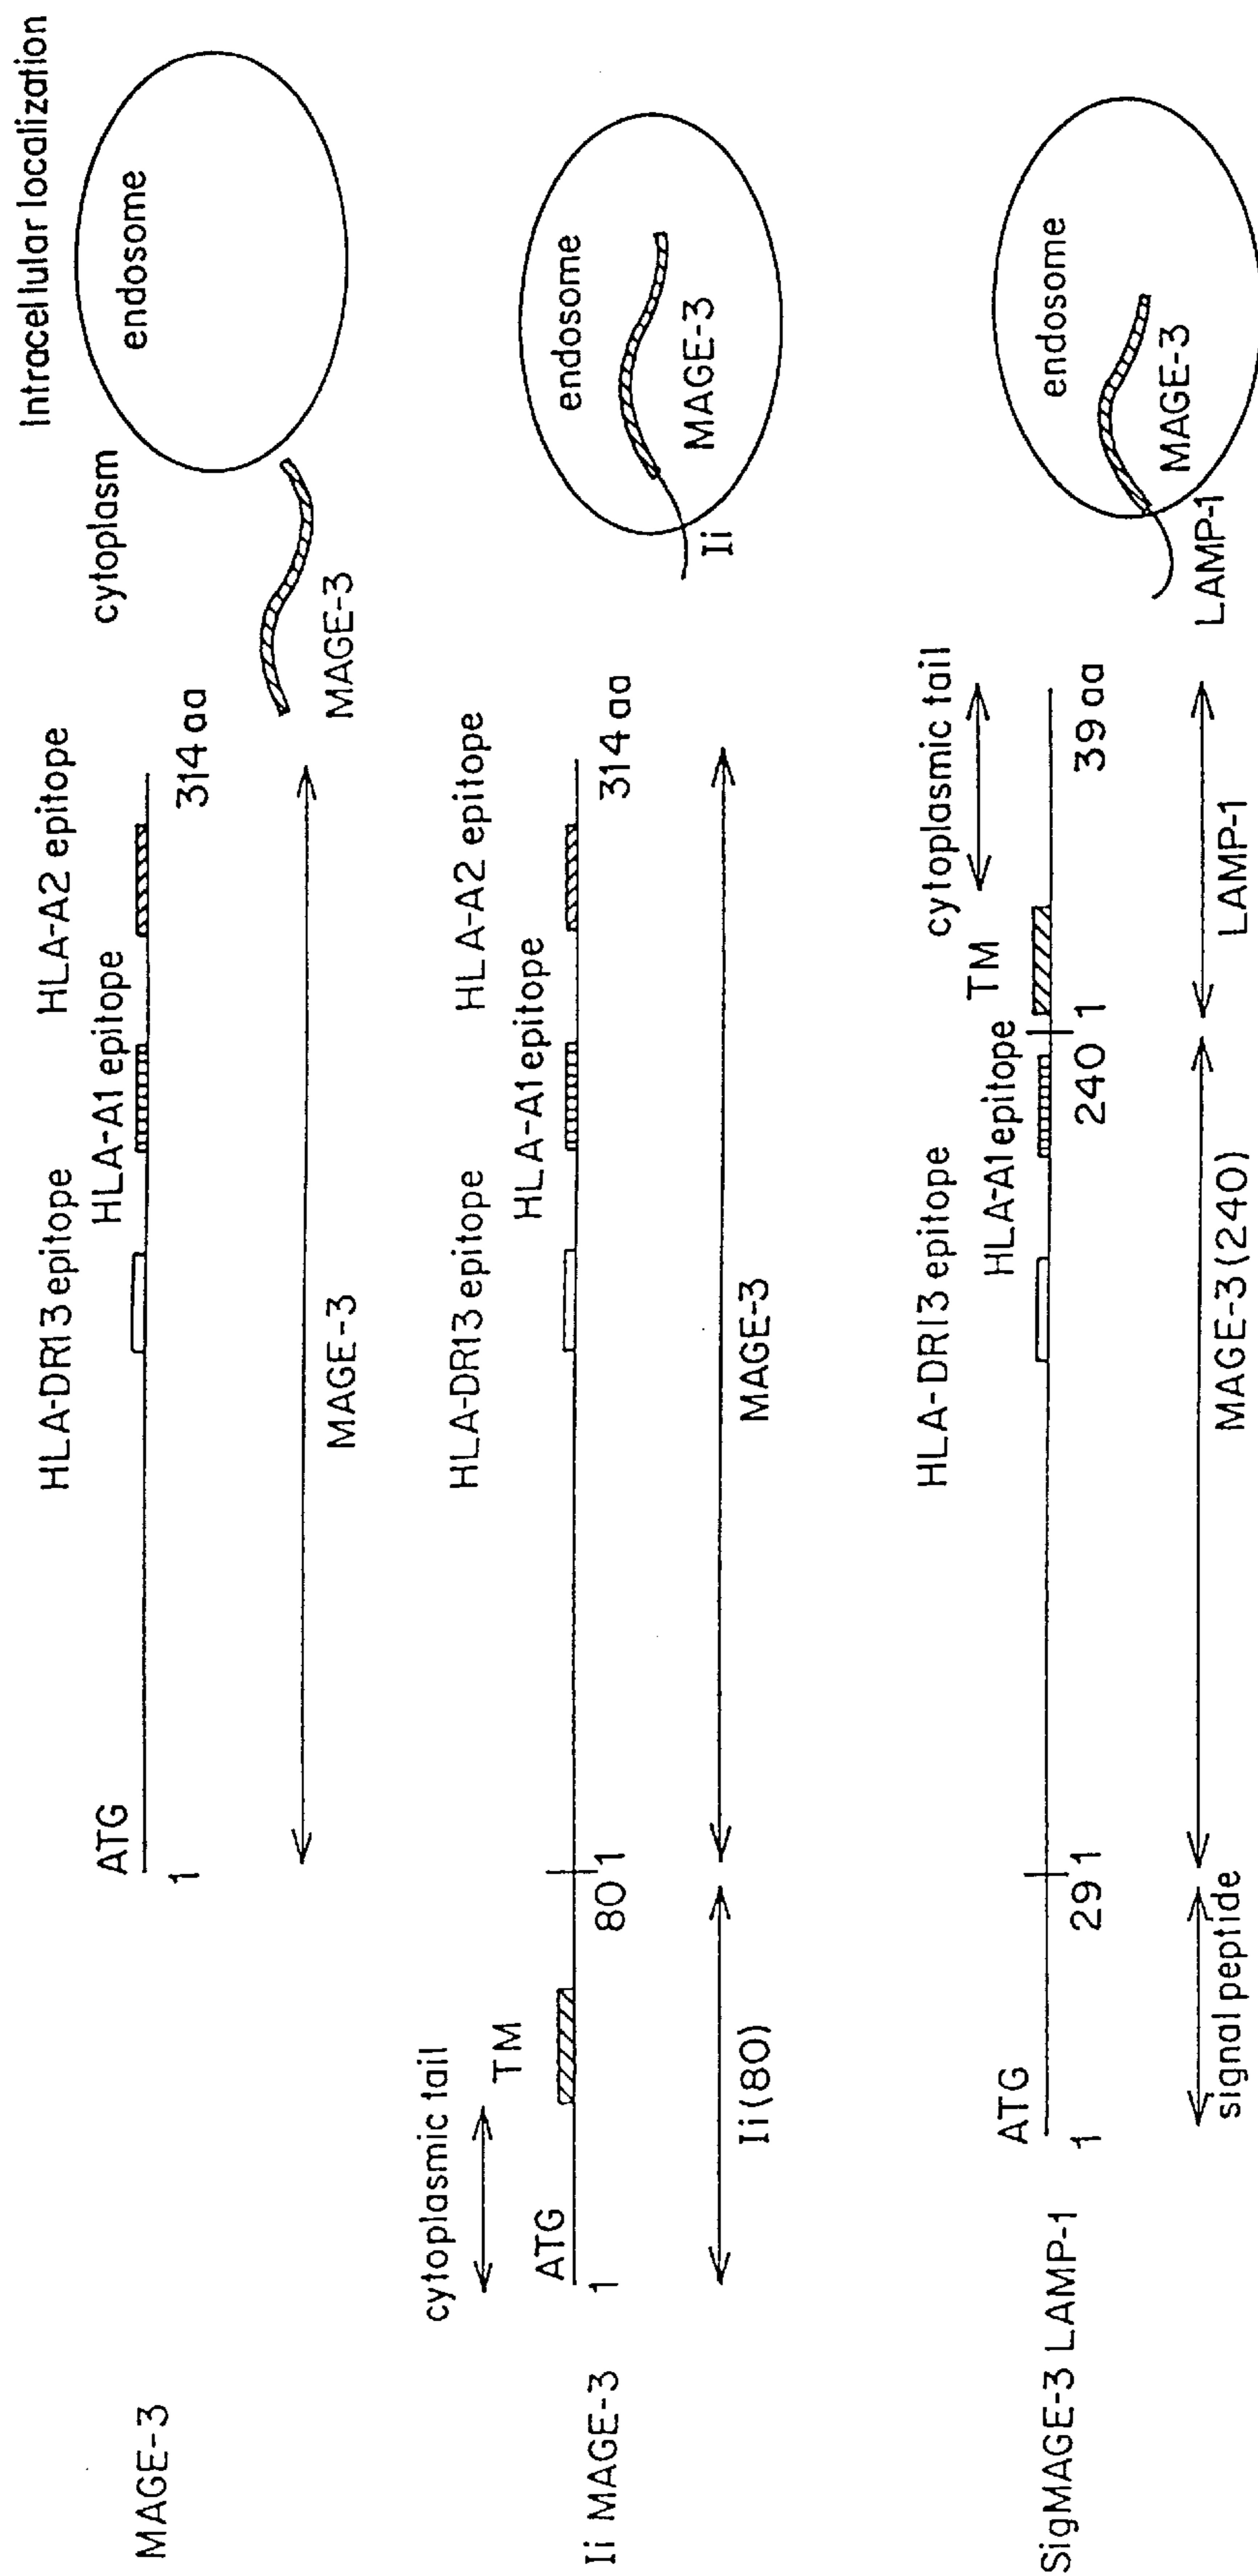 Intracellular localization
MAGE-3
ATG
1
HLA-DR13 epitope
HLA-A1 epitope
HLA-A2 epitope
314 aa
MAGE-3
cytoplasm
endosome
MAGE-3
Ii MAGE-3
cytoplasmic tail
TM
ATG
1
80
1
HLA-DR13 epitope
HLA-A1 epitope
HLA-A2 epitope
314 aa
Ii (80)
MAGE-3
endosome
MAGE-3
Ii
SigMAGE-3 LAMP-1
ATG
1
29
1
HLA-DR13 epitope
HLA-A1 epitope
TM
cytoplasmic tail
240
1
39 aa
signal peptide
MAGE-3 (240)
LAMP-1
endosome
MAGE-3
LAMP-1